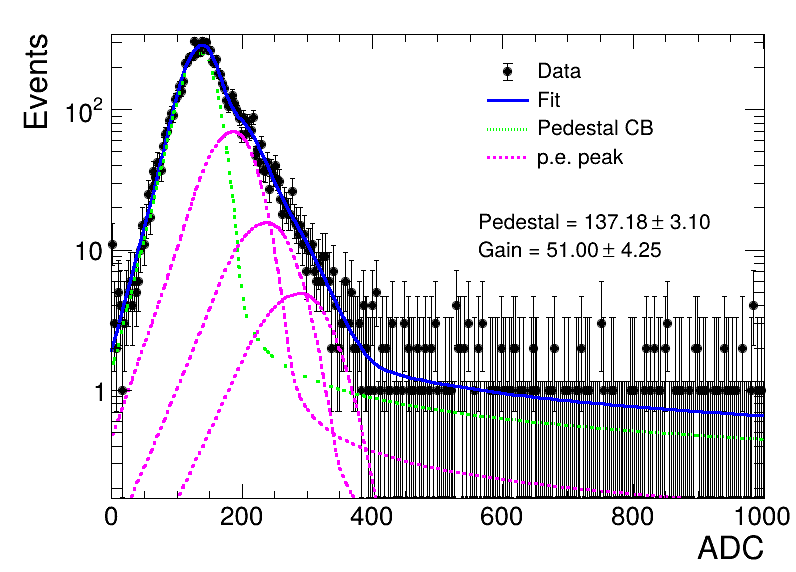 Events
10²
10
1
Data
Fit
Pedestal CB
p.e. peak
Pedestal = 137.18 ± 3.10
Gain = 51.00 ± 4.25
0 200 400 600 800 1000
ADC